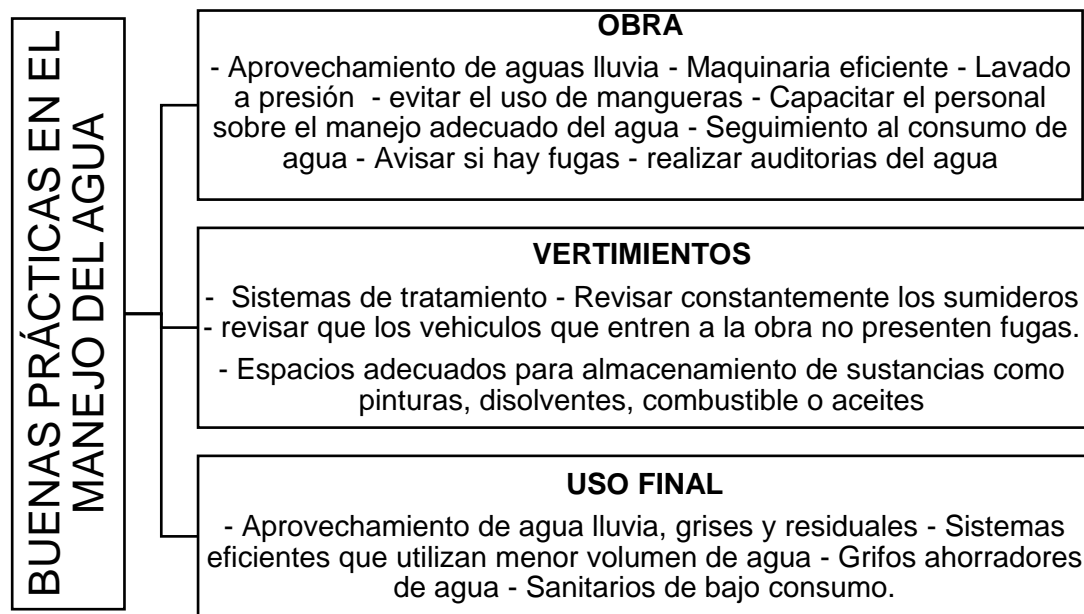 BUENAS PRÁCTICAS EN EL
MANEJO DEL AGUA
OBRA
- Aprovechamiento de aguas lluvia - Maquinaria eficiente - Lavado
a presión - evitar el uso de mangueras - Capacitar el personal
sobre el manejo adecuado del agua - Seguimiento al consumo de
agua - Avisar si hay fugas - realizar auditorias del agua
VERTIMIENTOS
- Sistemas de tratamiento - Revisar constantemente los sumideros
- revisar que los vehiculos que entren a la obra no presenten fugas.
- Espacios adecuados para almacenamiento de sustancias como
pinturas, disolventes, combustible o aceites
USO FINAL
- Aprovechamiento de agua lluvia, grises y residuales - Sistemas
eficientes que utilizan menor volumen de agua - Grifos ahorradores
de agua - Sanitarios de bajo consumo.